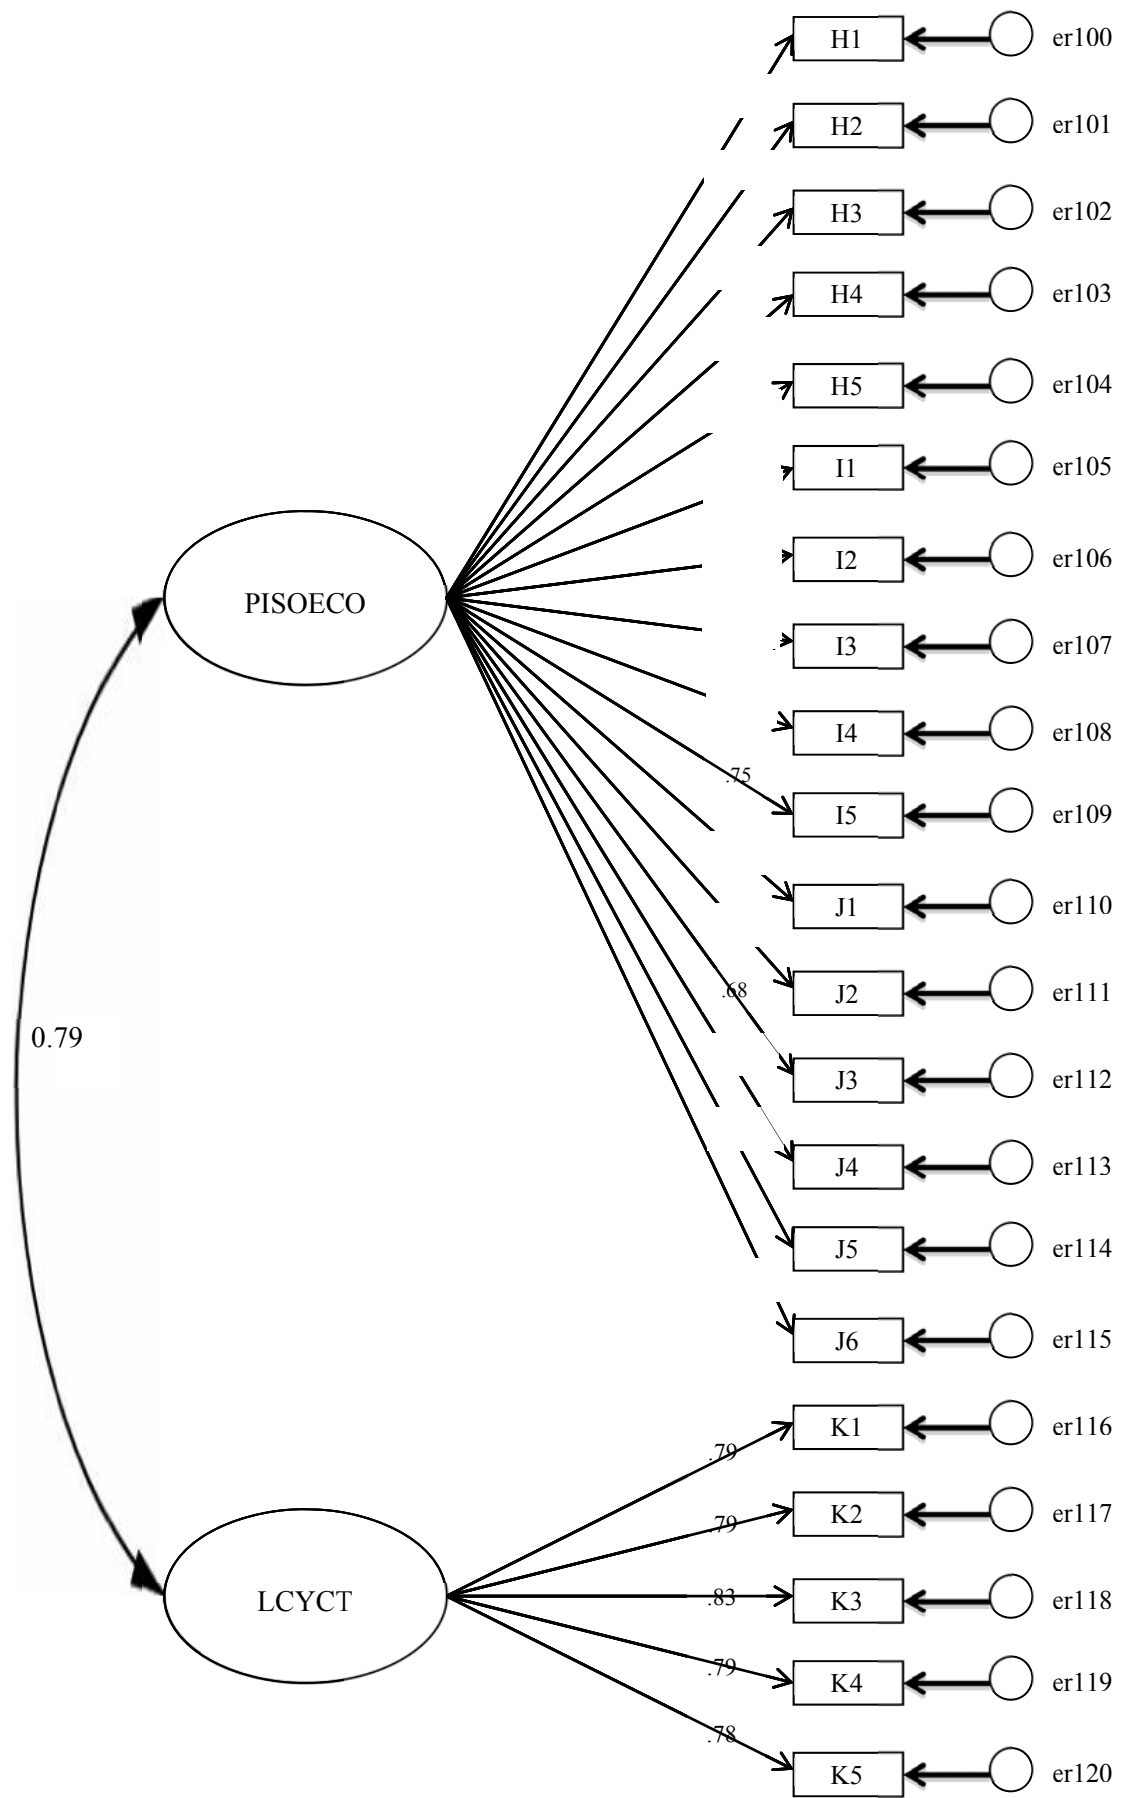 H1 er100
H2 er101
H3 er102
H4 er103
H5 er104
I1 er105
I2 er106
PISOECO
I3 er107
I4 er108
.75
I5 er109
J1 er110
.68
J2 er111
0.79
J3 er112
J4 er113
J5 er114
J6 er115
K1 er116
.79
K2 er117
.79
LCYCT
.83
K3 er118
.79
K4 er119
.78
K5 er120